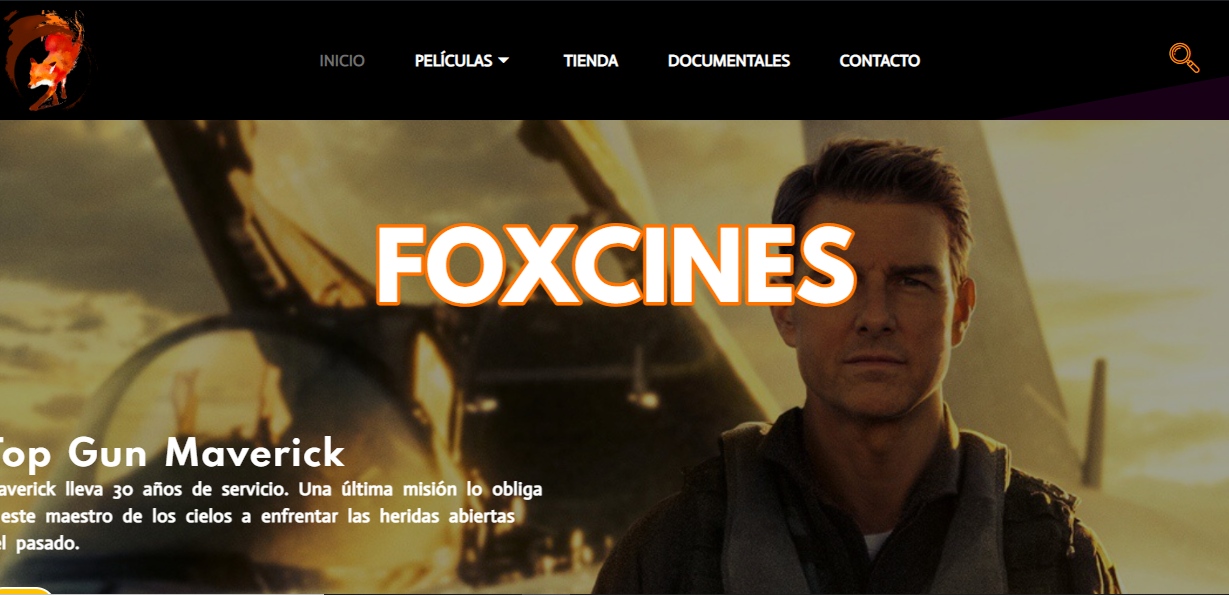 INICIO
PELÍCULAS
TIENDA
DOCUMENTALES
CONTACTO
FOXCINES
Top Gun Maverick
averick lleva 30 años de servicio. Una última misión lo obliga
este maestro de los cielos a enfrentar las heridas abiertas
el pasado.